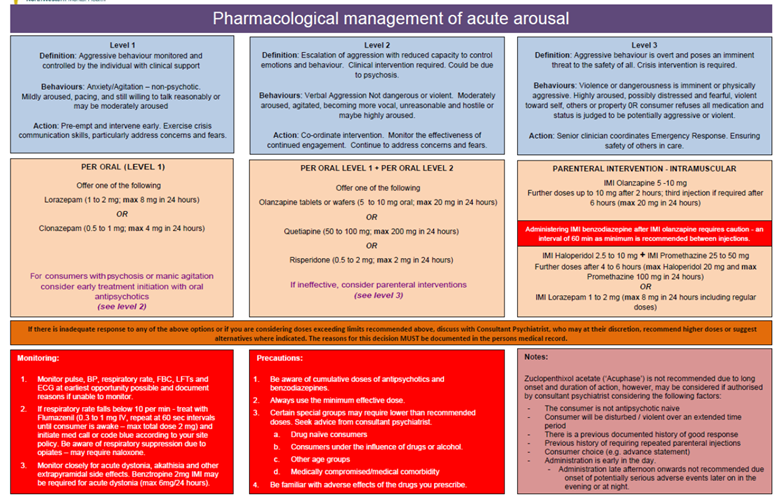 Pharmacological management of acute arousal
Level 1
Definition: Aggressive behaviour monitored and
controlled by the individual with clinical support
Behaviours: Anxiety/Agitation – non-psychotic.
Mildly aroused, pacing, and still willing to talk reasonably or
may be moderately aroused
Action: Pre-empt and intervene early. Exercise crisis
communication skills, particularly address concerns and fears.
Level 2
Definition: Escalation of aggression with reduced capacity to control
emotions and behaviour. Clinical intervention required. Could be due
to psychosis.
Behaviours: Verbal Aggression Not dangerous or violent. Moderately
aroused, agitated, becoming more vocal, unreasonable and hostile or
maybe highly aroused.
Action: Co-ordinate intervention. Monitor the effectiveness of
continued engagement. Continue to address concerns and fears.
Level 3
Definition: Aggressive behaviour is overt and poses an imminent
threat to the safety of all. Crisis intervention is required.
Behaviours: Violence or dangerousness is imminent or physically
aggressive. Highly aroused, possibly distressed and fearful, violent
toward self, others or property 0R consumer refuses all medication and
status is judged to be potentially aggressive or violent.
Action: Senior clinician coordinates Emergency Response. Ensuring
safety of others in care.
PER ORAL (LEVEL 1)
Offer one of the following
Lorazepam (1 to 2 mg; max 8 mg in 24 hours)
OR
Clonazepam (0.5 to 1 mg; max 4 mg in 24 hours)
For consumers with psychosis or manic agitation
consider early treatment initiation with oral
antipsychotics
(see level 2)
PER ORAL LEVEL 1 + PER ORAL LEVEL 2
Offer one of the following
Olanzapine tablets or wafers (5 to 10 mg oral; max 20 mg in 24 hours)
OR
Quetiapine (50 to 100 mg; max 200 mg in 24 hours)
OR
Risperidone (0.5 to 2 mg; max 2 mg in 24 hours)
If ineffective, consider parenteral interventions
(see level 3)
PARENTERAL INTERVENTION - INTRAMUSCULAR
IMI Olanzapine 5 -10 mg
Further doses up to 10 mg after 2 hours; third injection if required after
6 hours (max 20 mg in 24 hours)
Administering IMI benzodiazepine after IMI olanzapine requires caution - an
interval of 60 min as minimum is recommended between injections.
IMI Haloperidol 2.5 to 10 mg + IMI Promethazine 25 to 50 mg
Further doses after 4 to 6 hours (max Haloperidol 20 mg and max
Promethazine 100 mg in 24 hours)
OR
IMI Lorazepam 1 to 2 mg (max 8 mg in 24 hours including regular
doses)
If there is inadequate response to any of the above options or if you are considering doses exceeding limits recommended above, discuss with Consultant Psychiatrist, who may at their discretion, recommend higher doses or suggest
alternatives where indicated. The reasons for this decision MUST be documented in the persons medical record.
Monitoring:
1. Monitor pulse, BP, respiratory rate, FBC, LFTs and
ECG at earliest opportunity possible and document
reasons if unable to monitor.
2. If respiratory rate falls below 10 per min - treat with
Flumazenil (0.3 to 1 mg IV, repeat at 60 sec intervals
until consumer is awake – max total dose 2 mg) and
initiate med call or code blue according to your site
policy. Be aware of respiratory suppression due to
opiates – may require naloxone.
3. Monitor closely for acute dystonia, akathisia and other
extrapyramidal side effects. Benztropine 2mg IMI may
be required for acute dystonia (max 6mg/24 hours).
Precautions:
1. Be aware of cumulative doses of antipsychotics and
benzodiazepines.
2. Always use the minimum effective dose.
3. Certain special groups may require lower than recommended
doses. Seek advice from consultant psychiatrist.
a. Drug naive consumers
b. Consumers under the influence of drugs or alcohol.
c. Other age groups
d. Medically compromised/medical comorbidity
4. Be familiar with adverse effects of the drugs you prescribe.
Notes:
Zuclopenthixol acetate ('Acuphase') is not recommended due to long
onset and duration of action, however, may be considered if authorised
by consultant psychiatrist considering the following factors:
- The consumer is not antipsychotic naive
- Consumer will be disturbed / violent over an extended time
period
- There is a previous documented history of good response
- Previous history of requiring repeated parenteral injections
- Consumer choice (e.g. advance statement)
- Administration is early in the day.
- Administration late afternoon onwards not recommended due
onset of potentially serious adverse events later on in the
evening or at night.